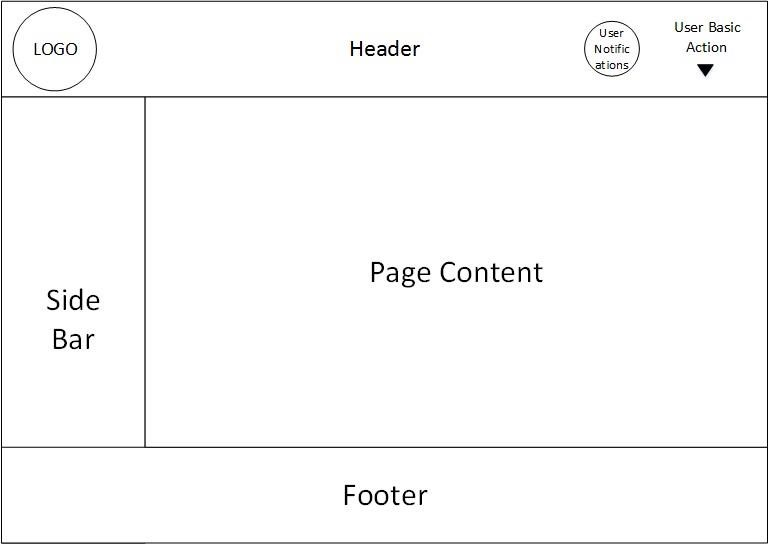 LOGO
Header
User
Notific
ations
User Basic
Action
Side
Bar
Page Content
Footer